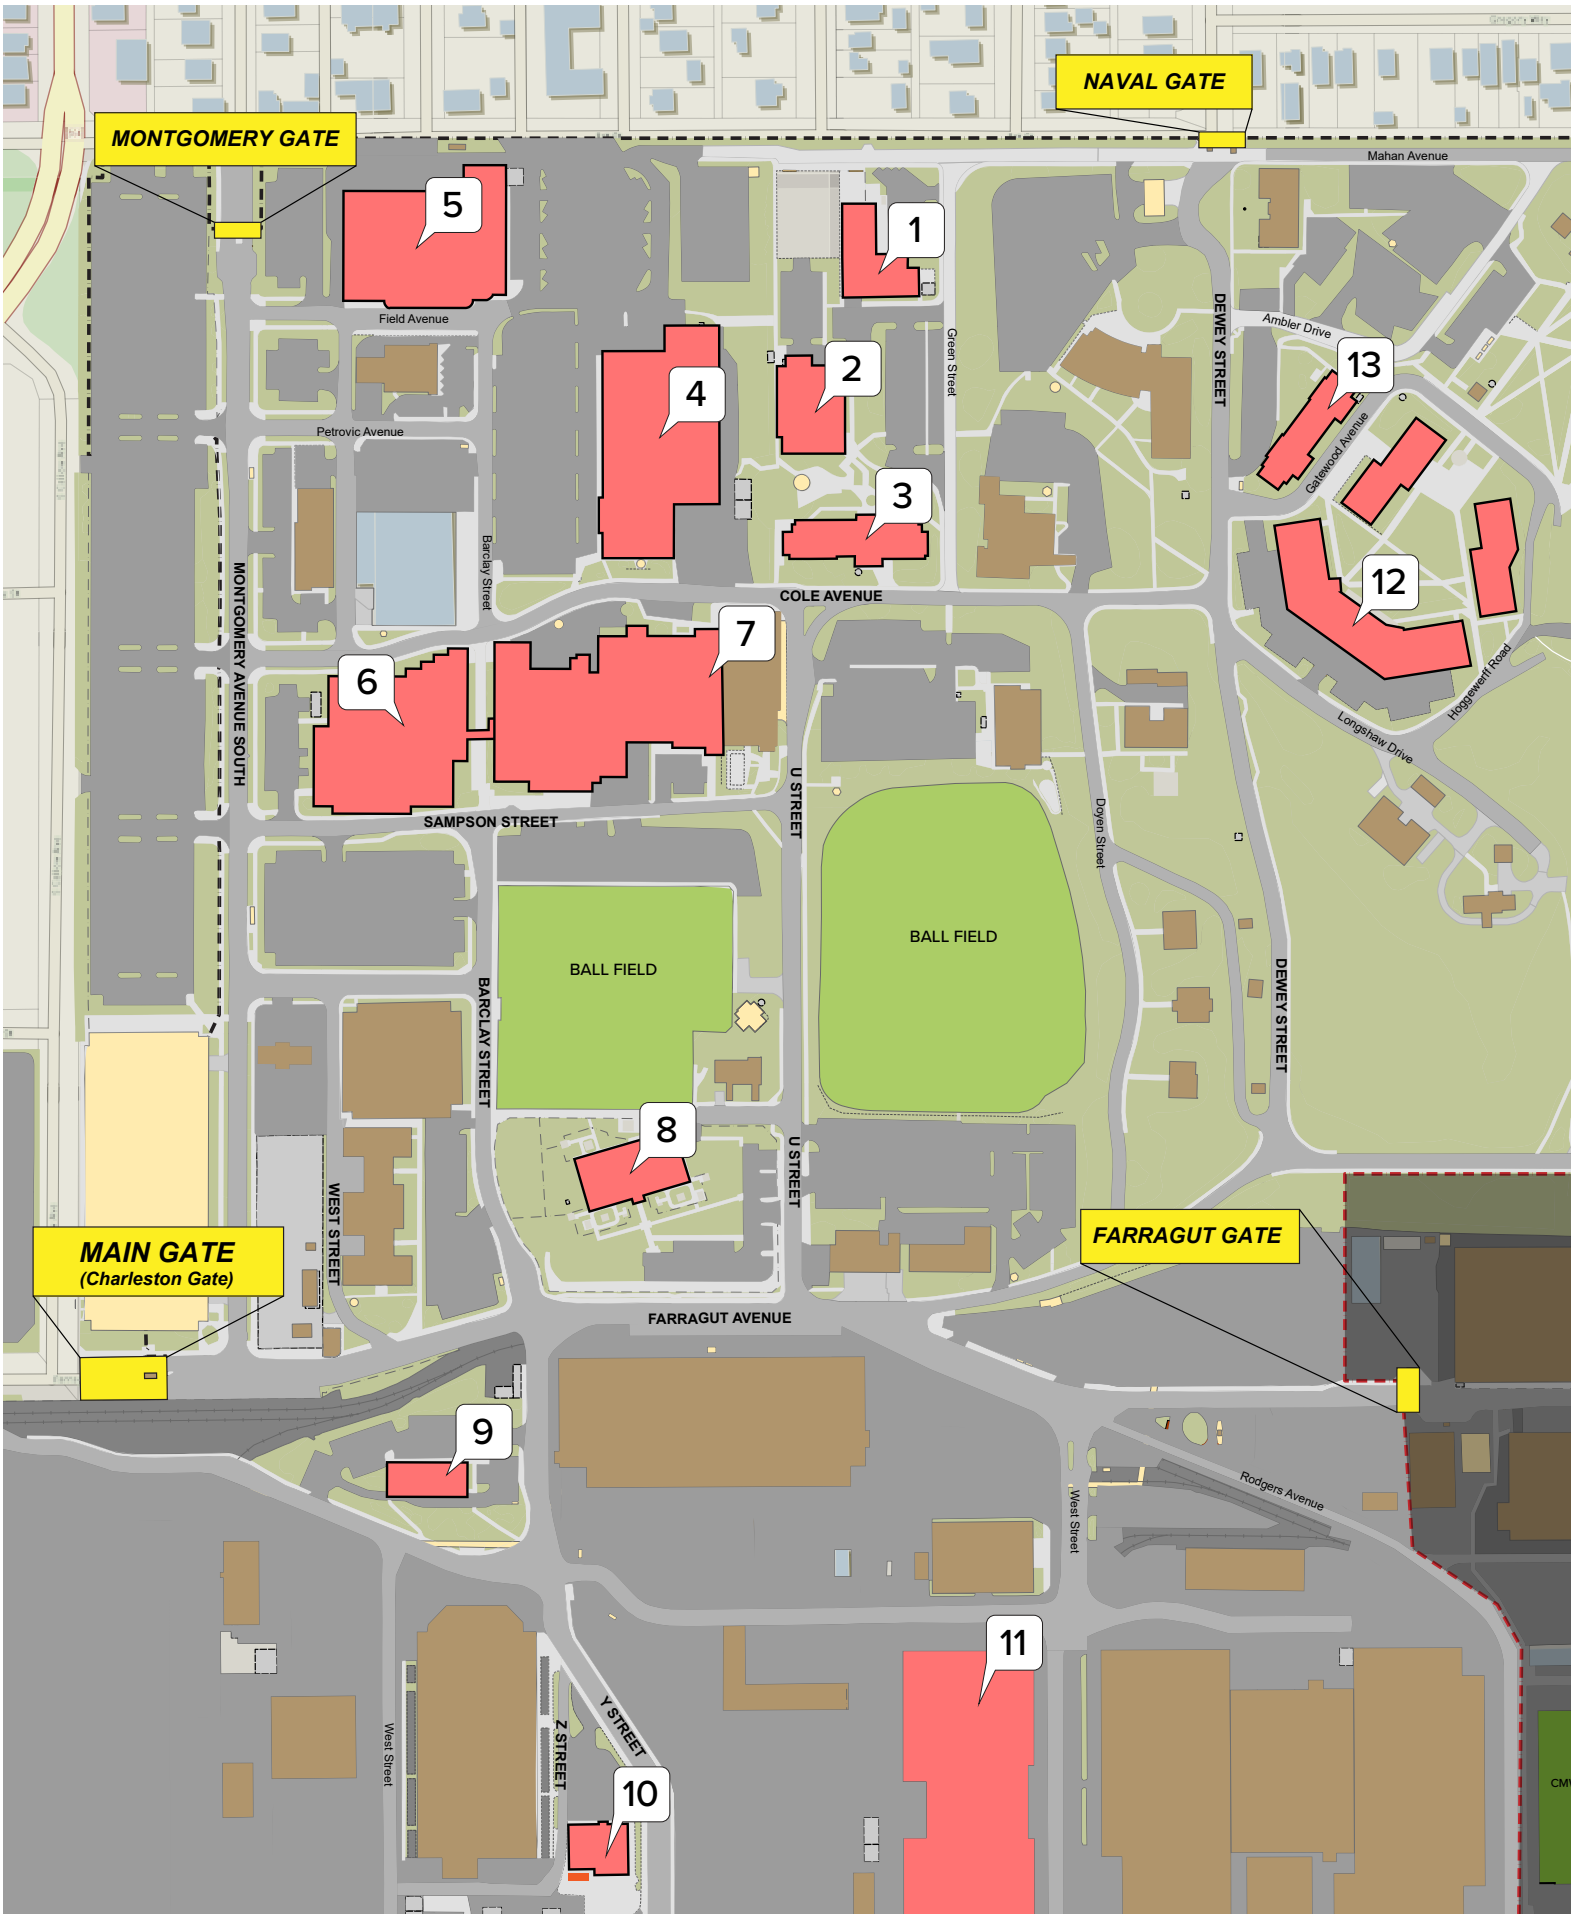 NAVAL GATE
MONTGOMERY GATE
Mahan Avenue
5
1
Field Avenue
DEWEY STREET
Ambler Drive
Green Street
2
13
4
Petrovic Avenue
Gatewood Avenue
3
Barclay Street
MONTGOMERY AVENUE SOUTH
COLE AVENUE
12
7
6
Hoggewerff Road
Longshaw Drive
U STREET
SAMPSON STREET
Doyen Street
BALL FIELD
BALL FIELD
BARCLAY STREET
DEWEY STREET
8
U STREET
WEST STREET
MAIN GATE
(Charleston Gate)
FARRAGUT GATE
FARRAGUT AVENUE
9
Rodgers Avenue
West Street
11
Y STREET
Z STREET
West Street
10